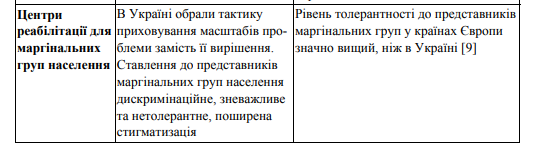 Центри
реабілітації для
маргінальних
груп населення
В Україні обрали тактику
приховування масштабів про-
блеми замість її вирішення.
Ставлення до представників
маргінальних груп населення
дискримінаційне, зневажливе
та нетолерантне, поширена
стигматизація
Рівень толерантності до представників
маргінальних груп у країнах Європи
значно вищий, ніж в Україні [9]